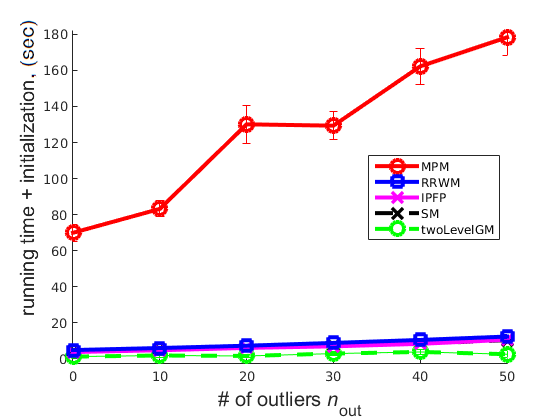 180
160
140
120
100
80
60
40
20
0
running time + initialization, (sec)
MPM
RRWM
IPFP
SM
twoLevelGM
0 10 20 30 40 50
# of outliers n_out